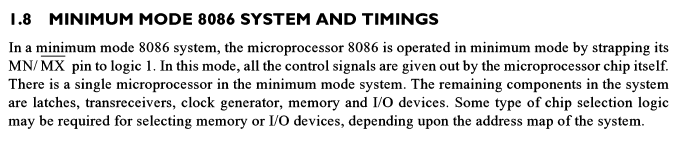 1.8 MINIMUM MODE 8086 SYSTEM AND TIMINGS
In a minimum mode 8086 system, the microprocessor 8086 is operated in minimum mode by strapping its
MN/M̅X̅ pin to logic 1. In this mode, all the control signals are given out by the microprocessor chip itself.
There is a single microprocessor in the minimum mode system. The remaining components in the system
are latches, transreceivers, clock generator, memory and I/O devices. Some type of chip selection logic
may be required for selecting memory or I/O devices, depending upon the address map of the system.